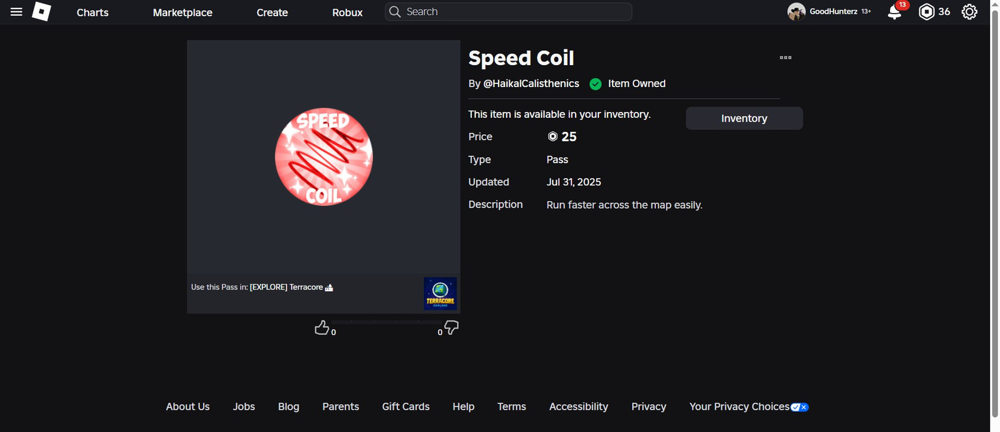 Charts Marketplace Create Robux Search GoodHunterz 13+ 13 36
Speed Coil
By @HaikalCalisthenics Item Owned
This item is available in your inventory. Inventory
Price 25
Type Pass
Updated Jul 31, 2025
Description Run faster across the map easily.
SPEED
COIL
Use this Pass in: [EXPLORE] Terracore
TERRACORE
EXPLORE
0 0
About Us Jobs Blog Parents Gift Cards Help Terms Accessibility Privacy Your Privacy Choices